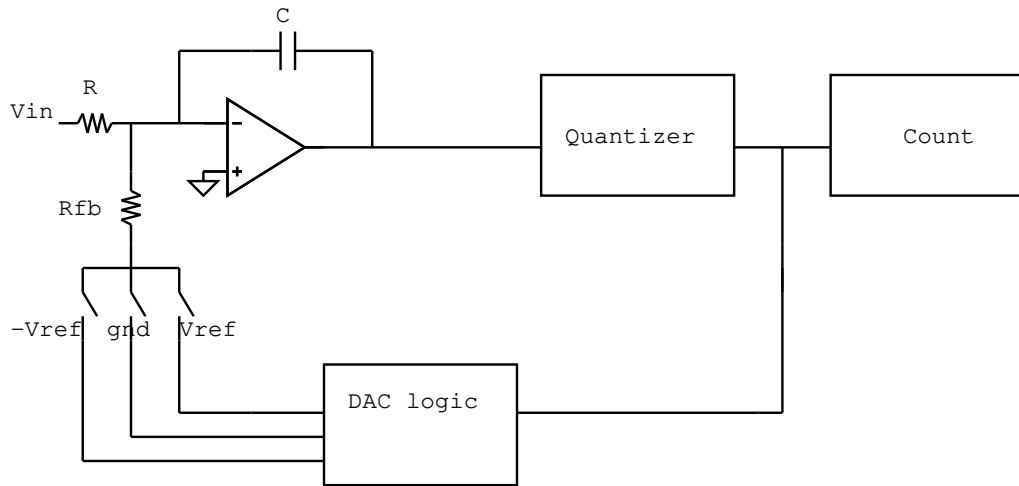 C
R
Vin
Quantizer
Count
Rfb
-Vref gnd Vref
DAC logic